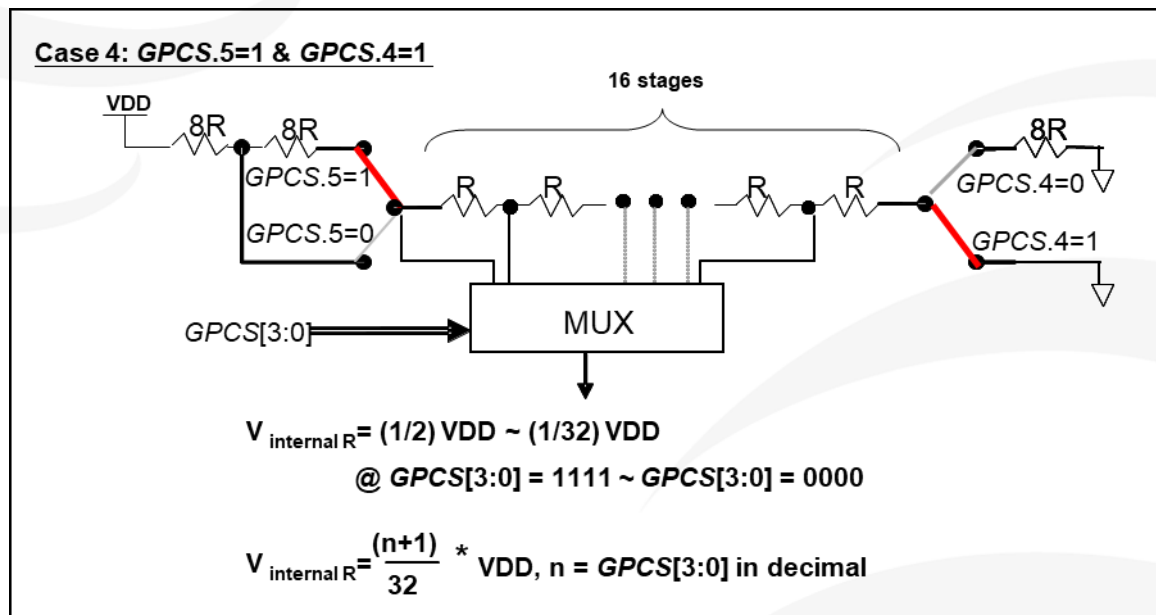 Case 4: GPCS.5=1 & GPCS.4=1
16 stages
VDD
8R
8R
8R
GPCS.5=1
R
R
R
R
GPCS.4=0
GPCS.5=0
GPCS.4=1
MUX
GPCS[3:0]
V internal R= (1/2) VDD ~ (1/32) VDD
@ GPCS[3:0] = 1111 ~ GPCS[3:0] = 0000
V internal R= (n+1) / 32 * VDD, n = GPCS[3:0] in decimal